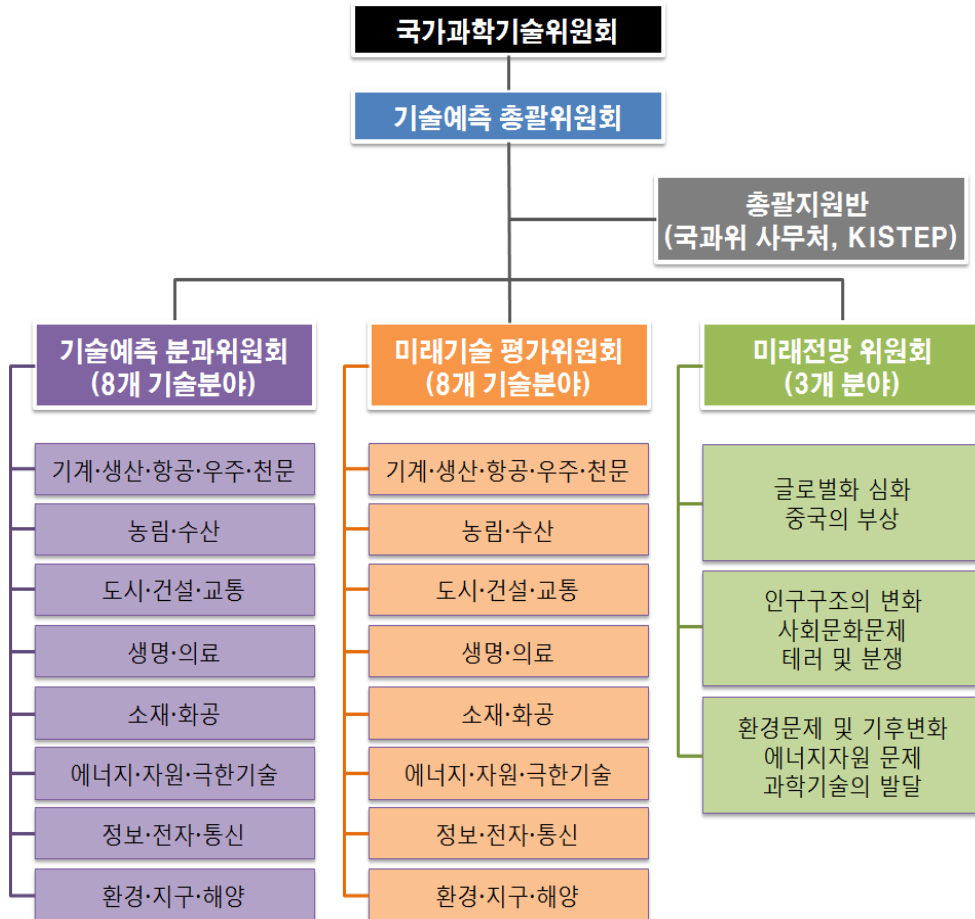 국가과학기술위원회
기술예측 총괄위원회
총괄지원반
(국과위 사무처, KISTEP)
기술예측 분과위원회
(8개 기술분야)
기계·생산·항공·우주·천문
농림·수산
도시·건설·교통
생명·의료
소재·화공
에너지·자원·극한기술
정보·전자·통신
환경·지구·해양
미래기술 평가위원회
(8개 기술분야)
기계·생산·항공·우주·천문
농림·수산
도시·건설·교통
생명·의료
소재·화공
에너지·자원·극한기술
정보·전자·통신
환경·지구·해양
미래전망 위원회
(3개 분야)
글로벌화 심화
중국의 부상
인구구조의 변화
사회문화문제
테러 및 분쟁
환경문제 및 기후변화
에너지자원 문제
과학기술의 발달